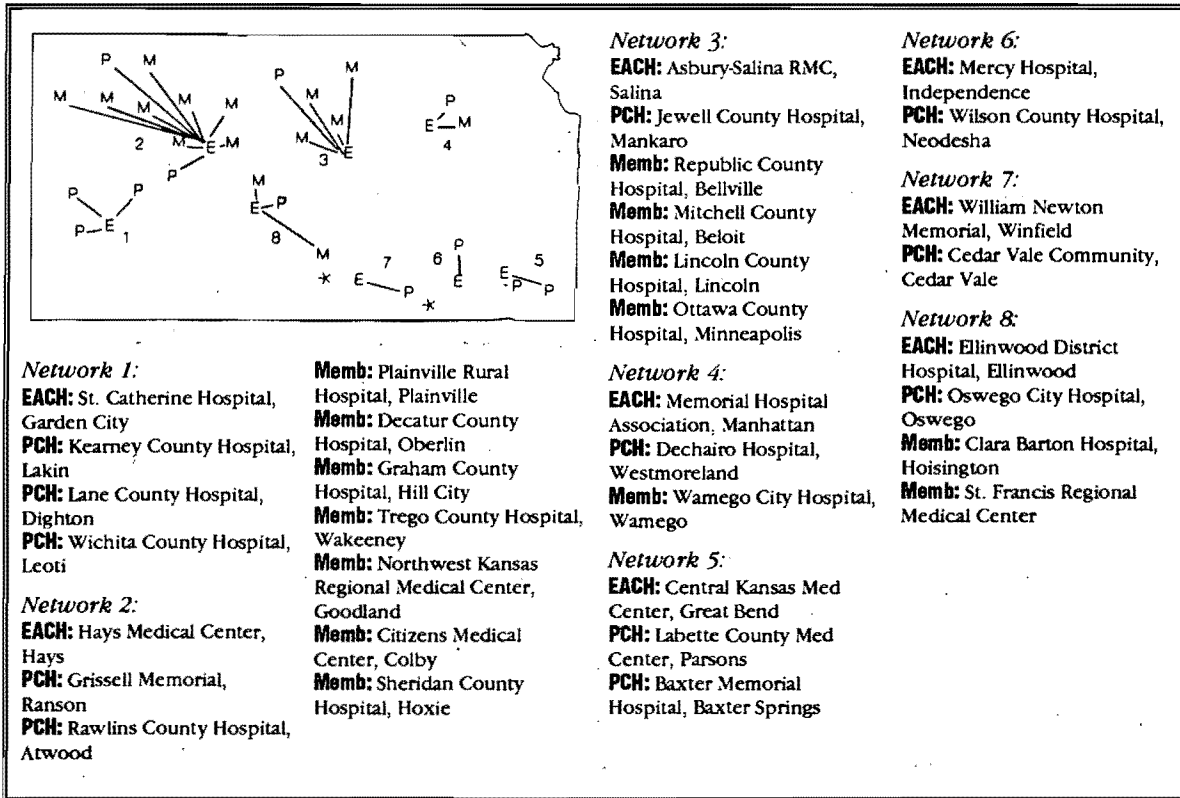 P
M
M
P
M
M
M
M
M
M
M
M
2
M
E
M
P
M
3
E
P
E
M
4
P
P
P
E
1
M
E
P
8
M
7
E
P
6
P
E
E
P
5
P
Network 1:
EACH: St. Catherine Hospital,
Garden City
PCH: Kearney County Hospital,
Lakin
PCH: Lane County Hospital,
Dighton
PCH: Wichita County Hospital,
Leoti
Network 2:
EACH: Hays Medical Center,
Hays
PCH: Grissell Memorial,
Ranson
PCH: Rawlins County Hospital,
Atwood
Memb: Plainville Rural
Hospital, Plainville
Memb: Decatur County
Hospital, Oberlin
Memb: Graham County
Hospital, Hill City
Memb: Trego County Hospital,
Wakeeney
Memb: Northwest Kansas
Regional Medical Center,
Goodland
Memb: Citizens Medical
Center, Colby
Memb: Sheridan County
Hospital, Hoxie
Network 3:
EACH: Asbury-Salina RMC,
Salina
PCH: Jewell County Hospital,
Mankaro
Memb: Republic County
Hospital, Bellville
Memb: Mitchell County
Hospital, Beloit
Memb: Lincoln County
Hospital, Lincoln
Memb: Ottawa County
Hospital, Minneapolis
Network 4:
EACH: Memorial Hospital
Association, Manhattan
PCH: Dechairo Hospital,
Westmoreland
Memb: Wamego City Hospital,
Wamego
Network 5:
EACH: Central Kansas Med
Center, Great Bend
PCH: Labette County Med
Center, Parsons
PCH: Baxter Memorial
Hospital, Baxter Springs
Network 6:
EACH: Mercy Hospital,
Independence
PCH: Wilson County Hospital,
Neodesha
Network 7:
EACH: William Newton
Memorial, Winfield
PCH: Cedar Vale Community,
Cedar Vale
Network 8:
EACH: Ellinwood District
Hospital, Ellinwood
PCH: Oswego City Hospital,
Oswego
Memb: Clara Barton Hospital,
Hoisington
Memb: St. Francis Regional
Medical Center